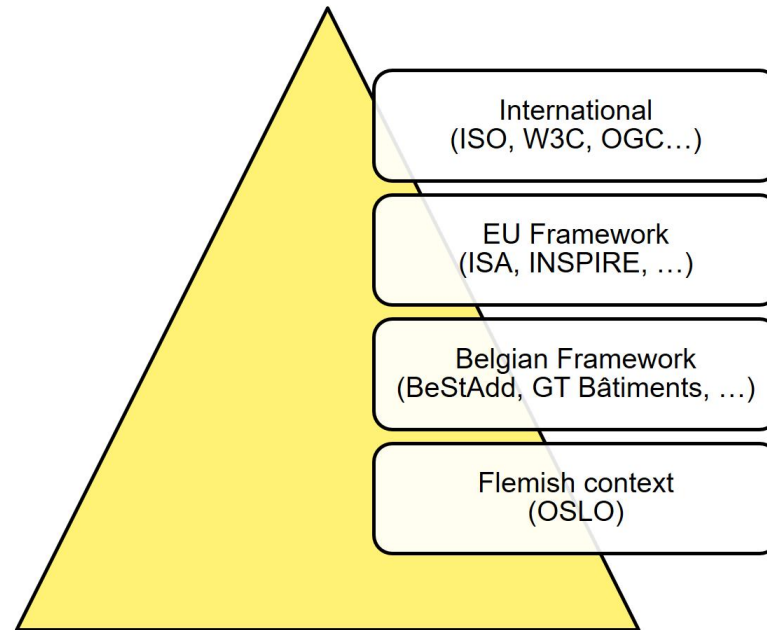 International
(ISO, W3C, OGC…)
EU Framework
(ISA, INSPIRE, …)
Belgian Framework
(BeStAdd, GT Bâtiments, …)
Flemish context
(OSLO)